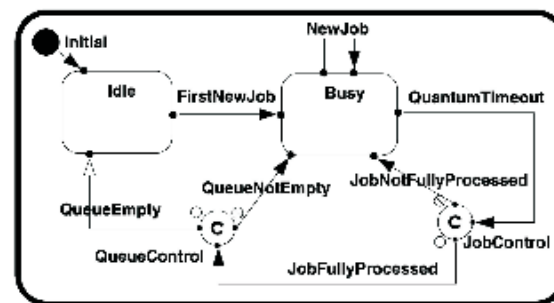 Initial
NewJob
Idle
FirstNewJob
Busy
QuantumTimeout
QueueNotEmpty
JobNotFullyProcessed
QueueEmpty
C
C
QueueControl
JobControl
JobFullyProcessed